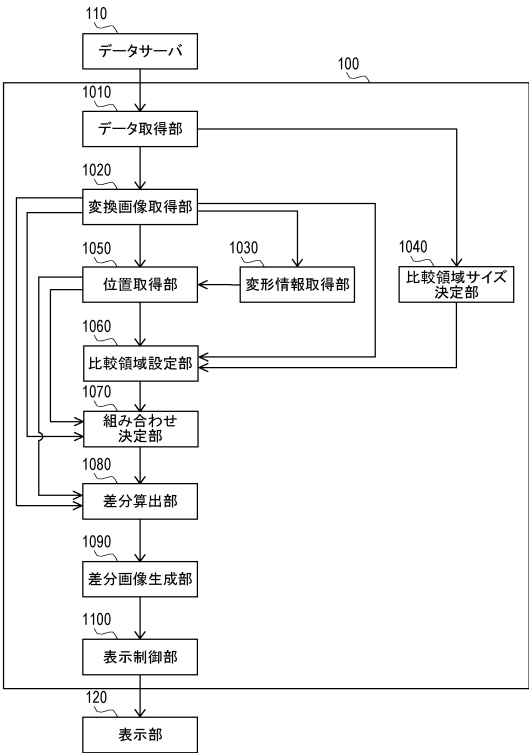 110
データサーバ
100
1010
データ取得部
1020
変換画像取得部
1050
位置取得部
1030
変形情報取得部
1040
比較領域サイズ
決定部
1060
比較領域設定部
1070
組み合わせ
決定部
1080
差分算出部
1090
差分画像生成部
1100
表示制御部
120
表示部